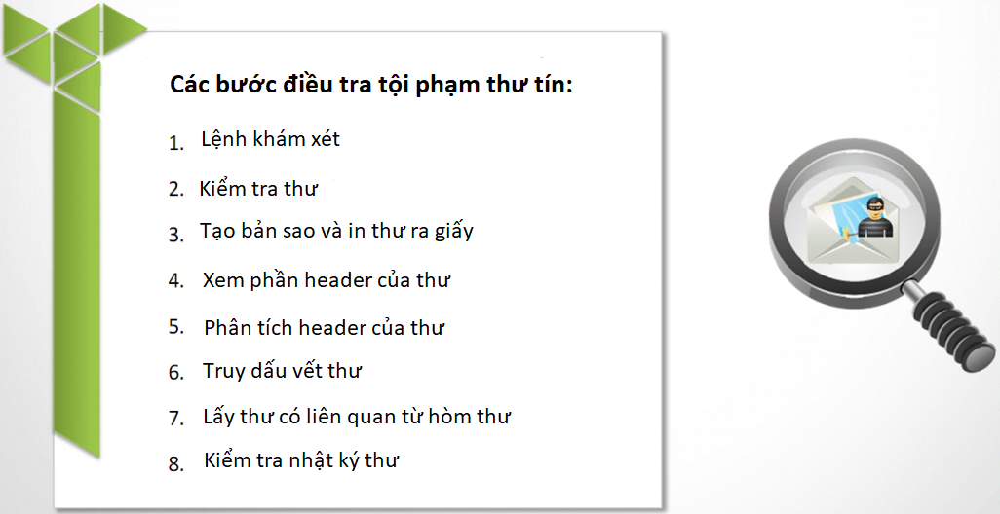 Các bước điều tra tội phạm thư tín:
1. Lệnh khám xét
2. Kiểm tra thư
3. Tạo bản sao và in thư ra giấy
4. Xem phần header của thư
5. Phân tích header của thư
6. Truy dấu vết thư
7. Lấy thư có liên quan từ hòm thư
8. Kiểm tra nhật ký thư